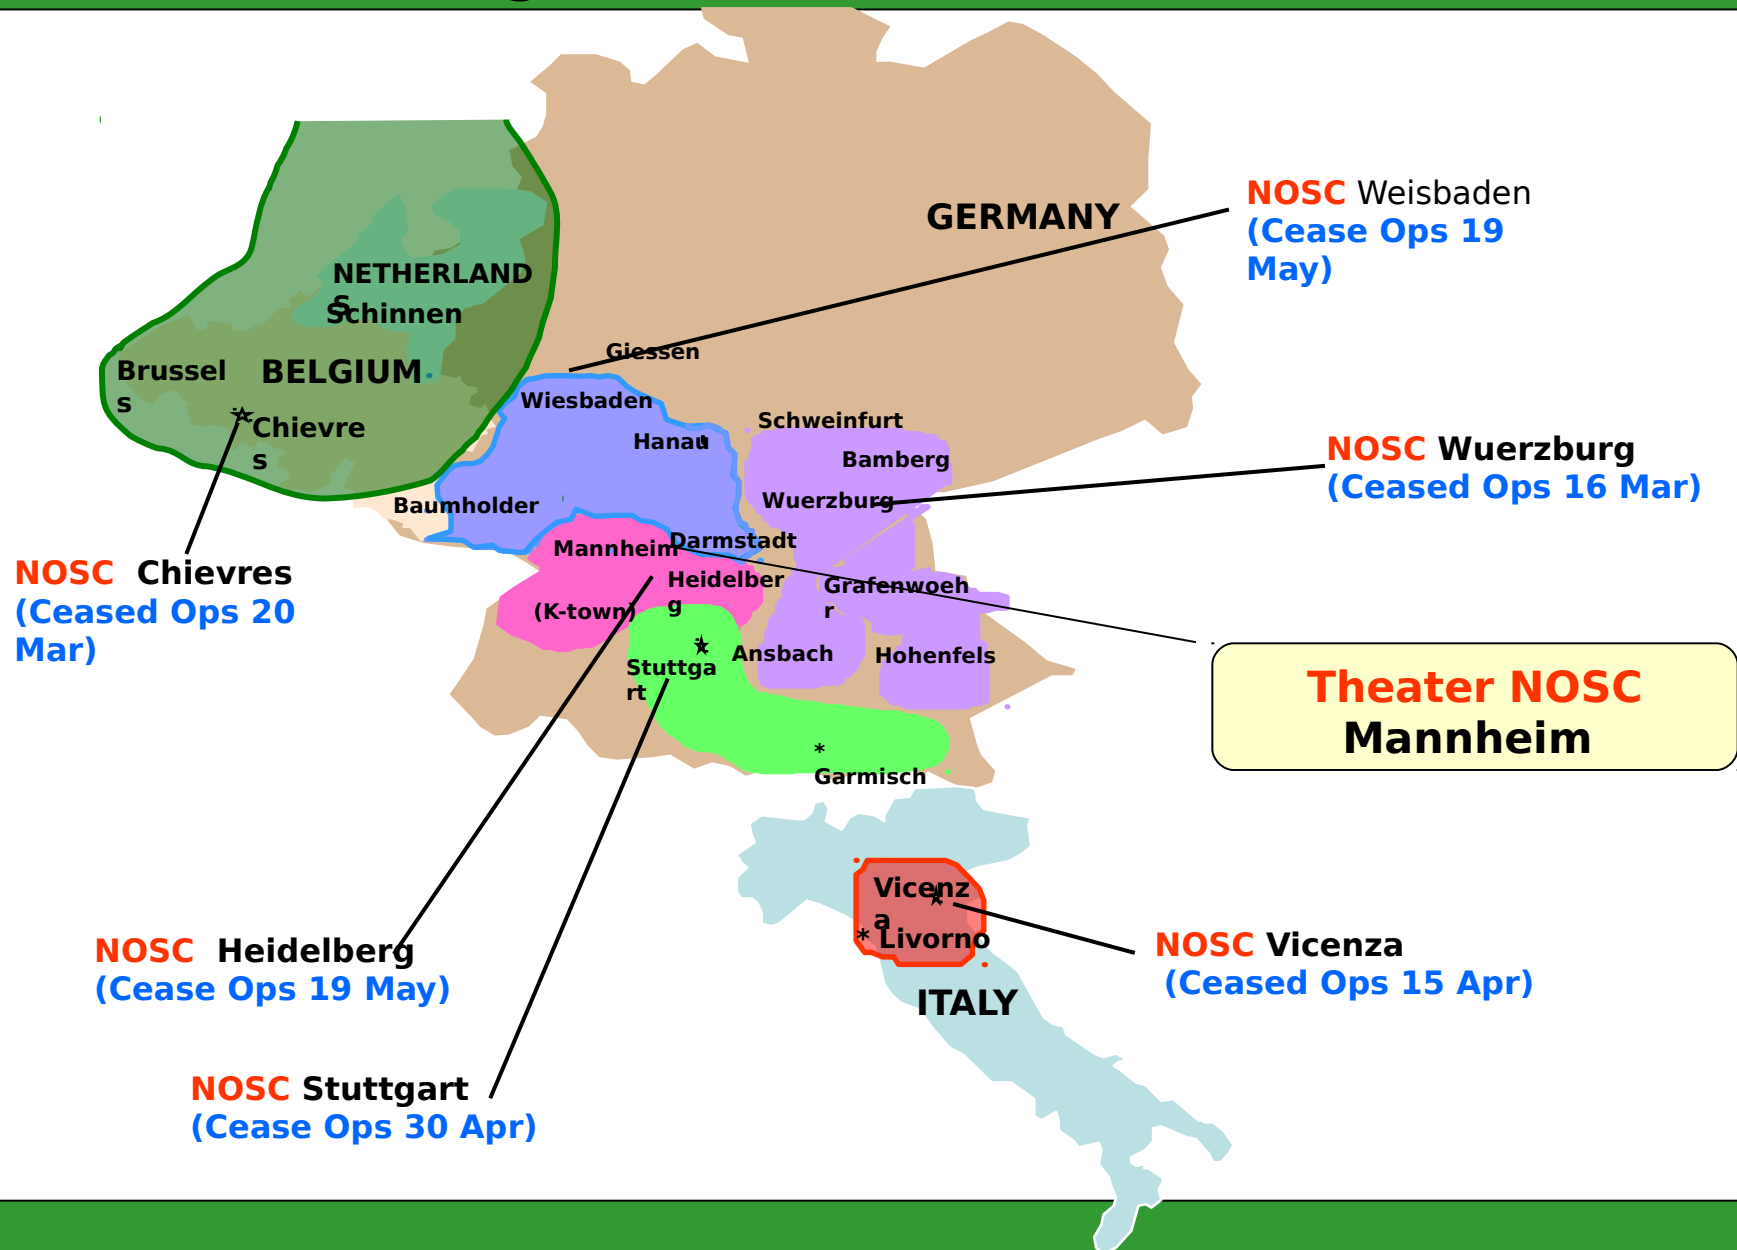 GERMANY
NOSC Weisbaden
(Cease Ops 19
May)
NETHERLAND
S
Schinnen
Giessen
Brussel
s
BELGIUM
Wiesbaden
Schweinfurt
Chievre
s
Hanau
Bamberg
NOSC Wuerzburg
(Ceased Ops 16 Mar)
Baumholder
Wuerzburg
Mannheim
Darmstadt
NOSC Chievres
(Ceased Ops 20
Mar)
Heidelber
g
(K-town)
Grafenwoeh
r
Stuttga
rt
Ansbach
Hohenfels
Theater NOSC
Mannheim
*
Garmisch
Vicenz
a
* Livorno
NOSC Heidelberg
(Cease Ops 19 May)
NOSC Vicenza
(Ceased Ops 15 Apr)
ITALY
NOSC Stuttgart
(Cease Ops 30 Apr)